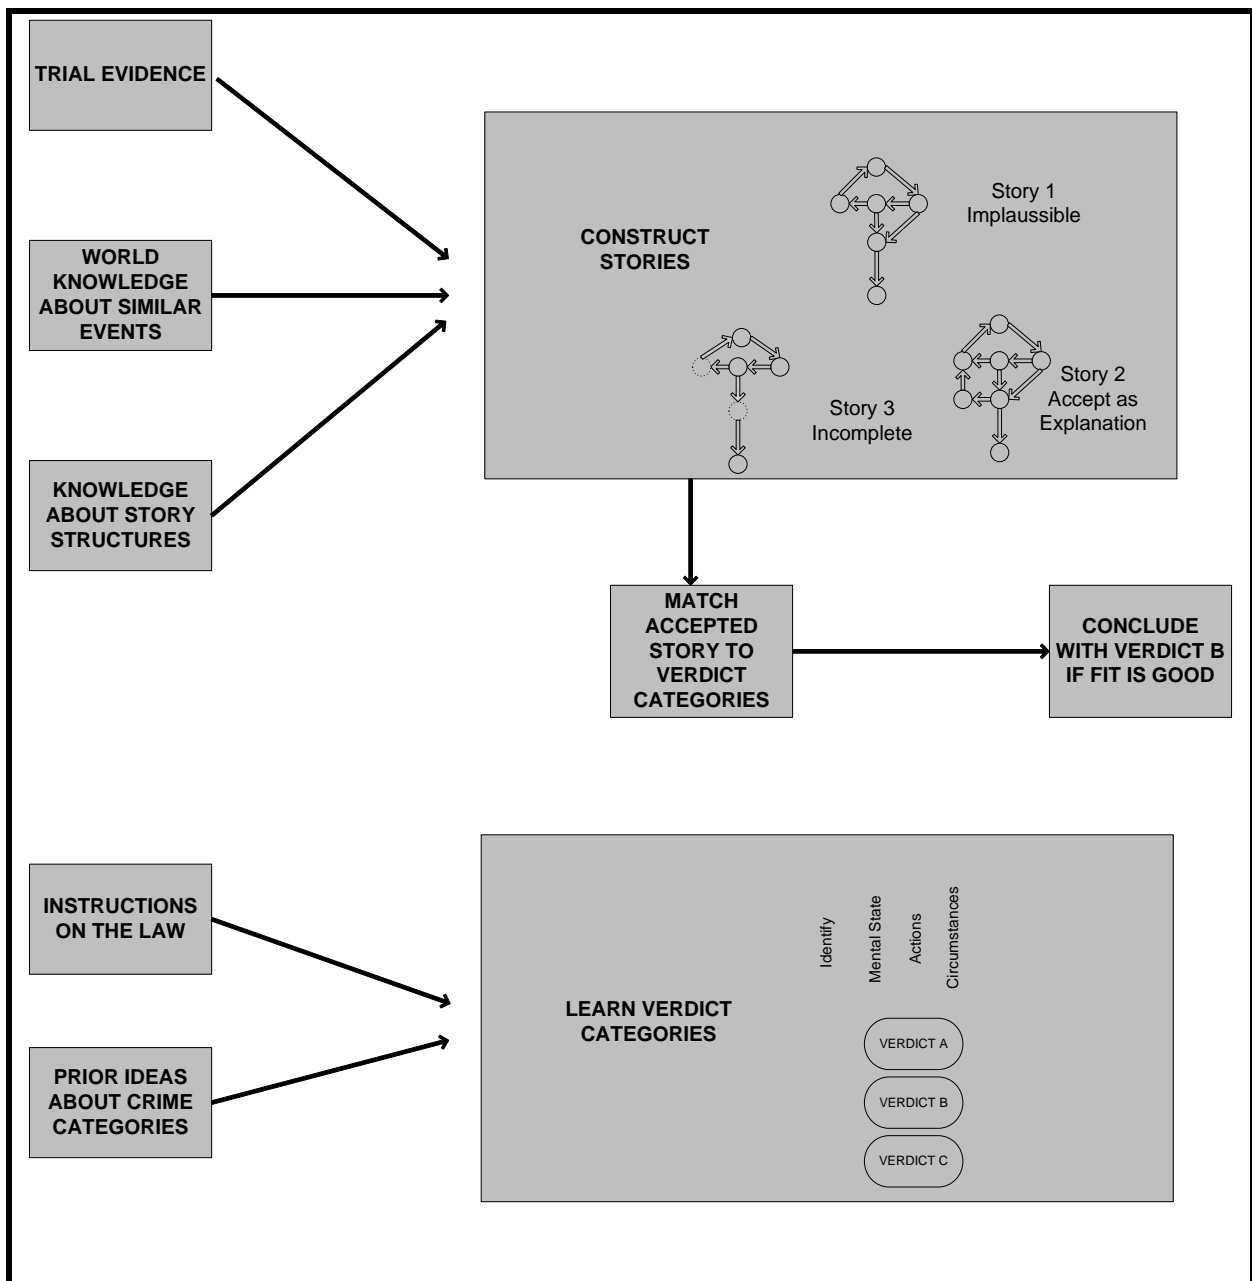 TRIAL EVIDENCE
WORLD
KNOWLEDGE
ABOUT SIMILAR
EVENTS
KNOWLEDGE
ABOUT STORY
STRUCTURES
CONSTRUCT
STORIES
Story 1
Implaussible
Story 2
Accept as
Explanation
Story 3
Incomplete
MATCH
ACCEPTED
STORY TO
VERDICT
CATEGORIES
CONCLUDE
WITH VERDICT B
IF FIT IS GOOD
INSTRUCTIONS
ON THE LAW
PRIOR IDEAS
ABOUT CRIME
CATEGORIES
LEARN VERDICT
CATEGORIES
Identify
Mental State
Actions
Circumstances
VERDICT A
VERDICT B
VERDICT C